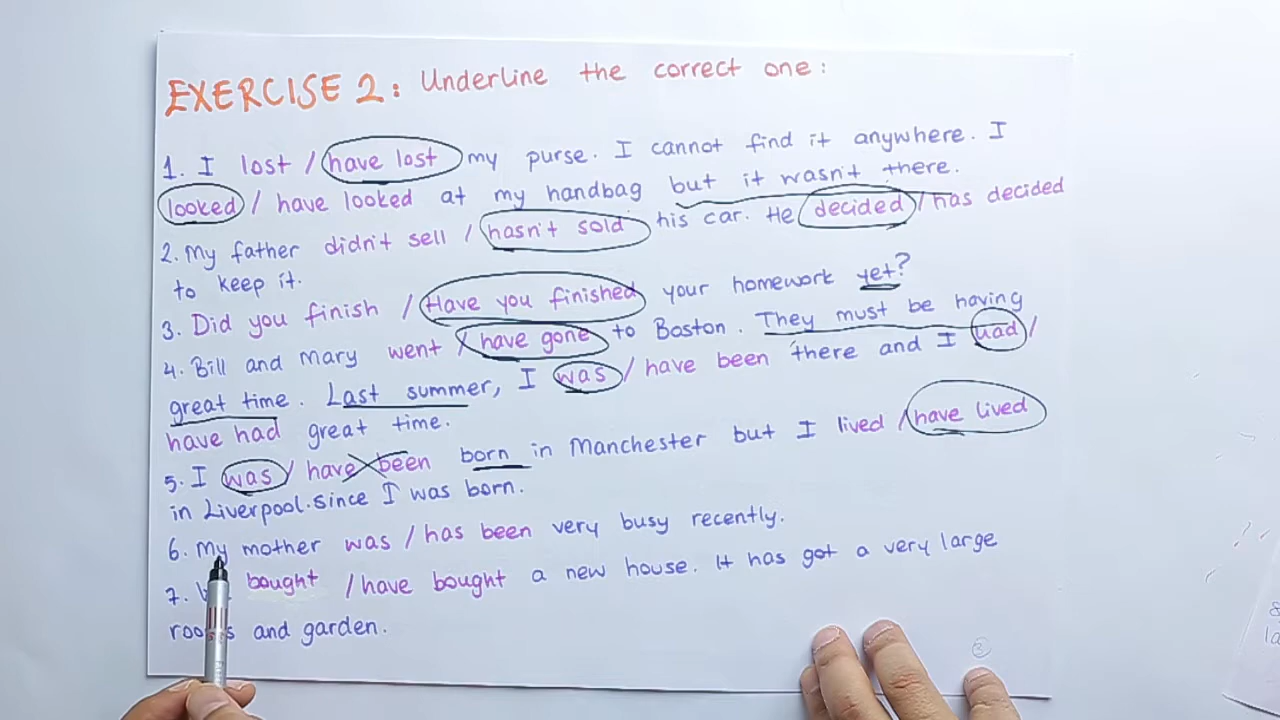 EXERCISE 2: Underline the correct one:
1. I lost / have lost my purse. I cannot find it anywhere. I
looked / have looked at my handbag but it wasn't there.
2. My father didn't sell / hasn't sold his car. He decided / has decided
to keep it.
3. Did you finish / Have you finished your homework yet?
4. Bill and Mary went / have gone to Boston. They must be having
great time. Last summer, I was / have been there and I had /
have had great time.
5. I was / have been born in Manchester but I lived / have lived
in Liverpool.since I was born.
6. My mother was / has been very busy recently.
7. bought / have bought a new house. It has got a very large
and garden.
3